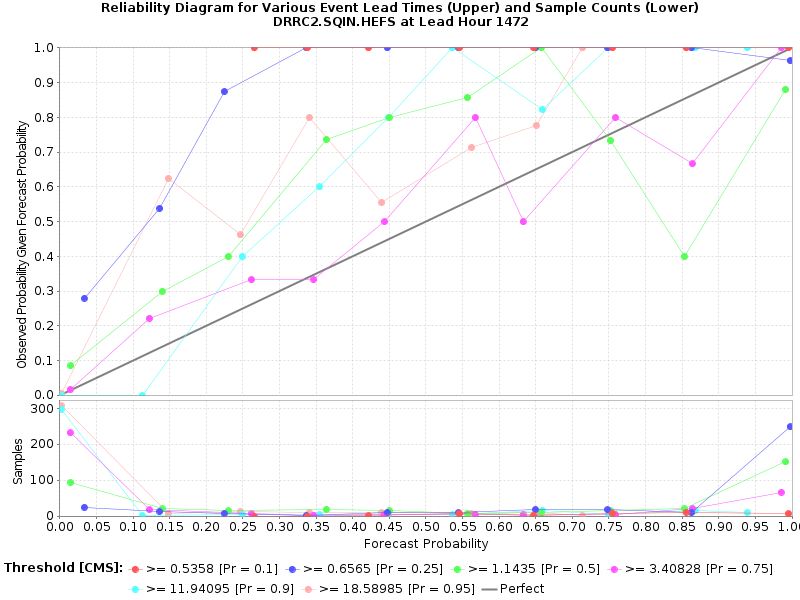 Reliability Diagram for Various Event Lead Times (Upper) and Sample Counts (Lower)
DRRC2.SQIN.HEFS at Lead Hour 1472
Observed Probability Given Forecast Probability
1.0
0.9
0.8
0.7
0.6
0.5
0.4
0.3
0.2
0.1
0.0
Samples
300
200
100
0
0.00 0.05 0.10 0.15 0.20 0.25 0.30 0.35 0.40 0.45 0.50 0.55 0.60 0.65 0.70 0.75 0.80 0.85 0.90 0.95 1.0
Forecast Probability
Threshold [CMS]: >= 0.5358 [Pr = 0.1] >= 0.6565 [Pr = 0.25] >= 1.1435 [Pr = 0.5] >= 3.40828 [Pr = 0.75]
>= 11.94095 [Pr = 0.9] >= 18.58985 [Pr = 0.95] Perfect